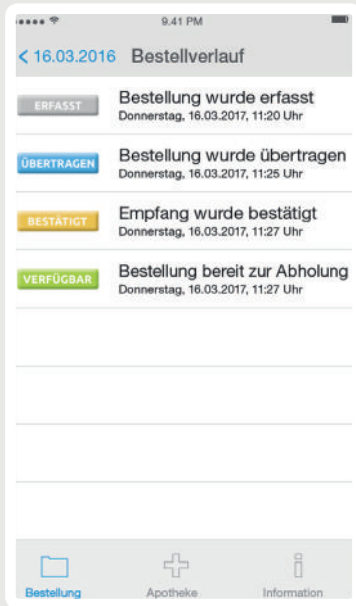 9.41 PM
< 16.03.2016 Bestellverlauf
ERFASST
Bestellung wurde erfasst
Donnerstag, 16.03.2017, 11:20 Uhr
ÜBERTRAGEN
Bestellung wurde übertragen
Donnerstag, 16.03.2017, 11:25 Uhr
BESTÄTIGT
Empfang wurde bestätigt
Donnerstag, 16.03.2017, 11:27 Uhr
VERFÜGBAR
Bestellung bereit zur Abholung
Donnerstag, 16.03.2017, 11:27 Uhr
Bestellung Apotheke Information